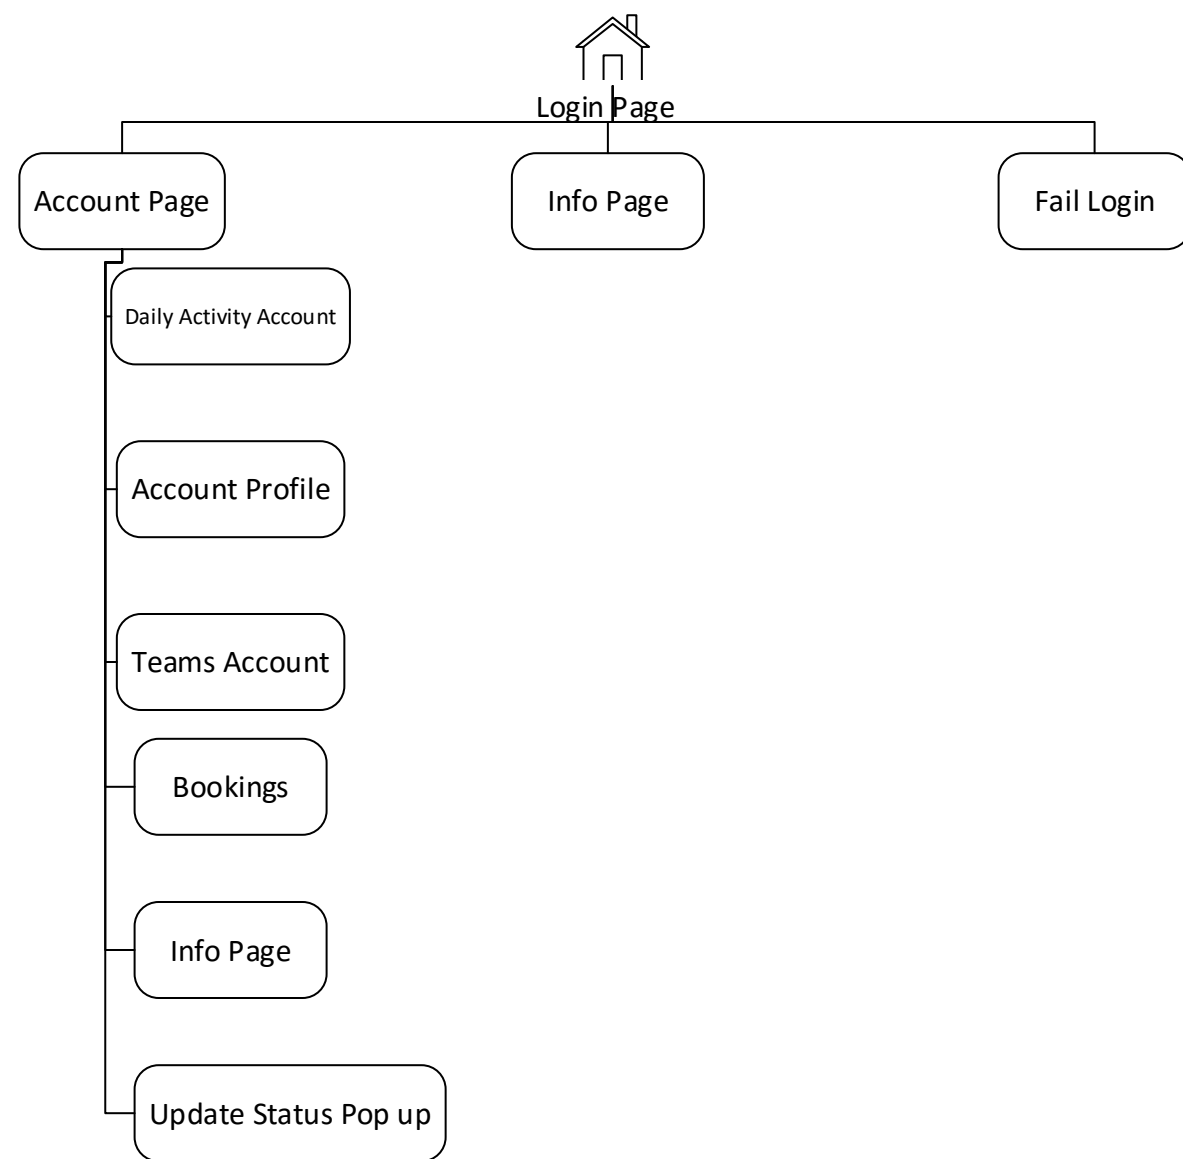 Login Page
Account Page
Info Page
Fail Login
Daily Activity Account
Account Profile
Teams Account
Bookings
Info Page
Update Status Pop up